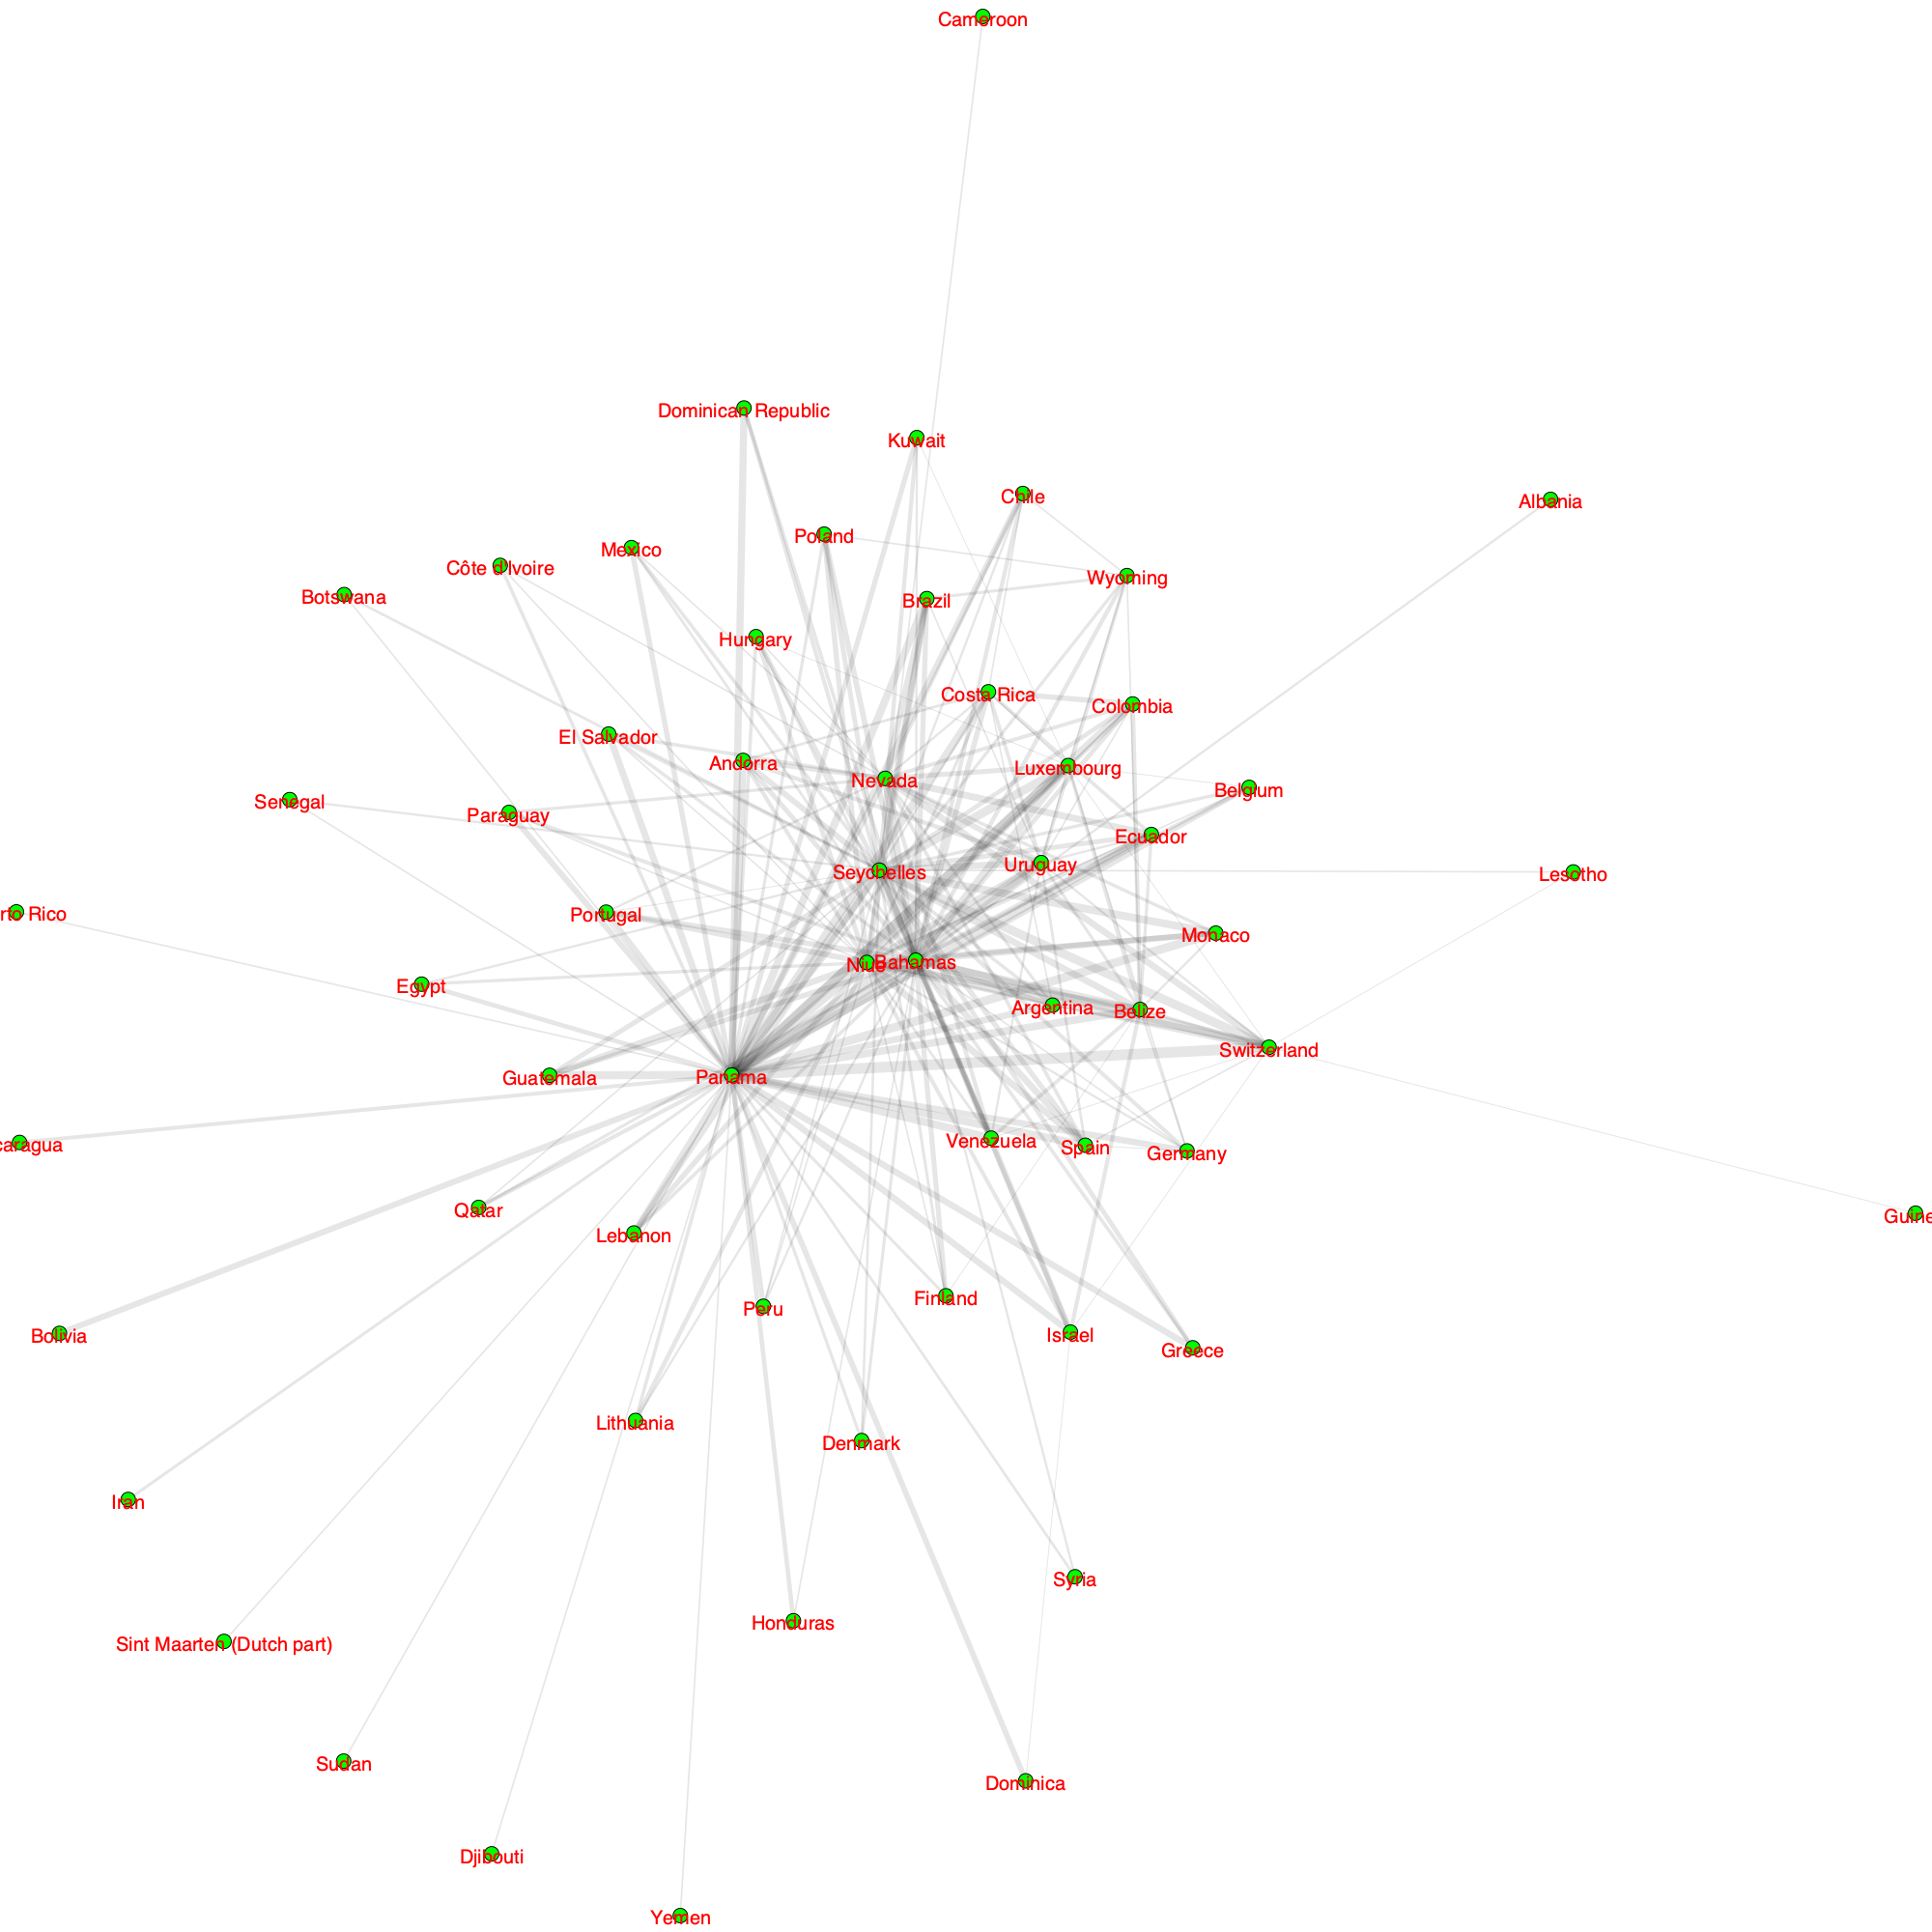 Cameroon
Dominican Republic
Kuwait
Chile
Albania
Poland
Mexico
Côte d'Ivoire
Wyoming
Botswana
Brazil
Hungary
Costa Rica
Colombia
El Salvador
Andorra
Luxembourg
Nevada
Belgium
Senegal
Paraguay
Ecuador
Uruguay
Seychelles
Lesotho
rto Rico
Portugal
Monaco
Niue
Bahamas
Egypt
Argentina
Belize
Switzerland
Guatemala
Panama
caragua
Venezuela
Spain
Germany
Qatar
Guine
Lebanon
Finland
Peru
Bolivia
Israel
Greece
Lithuania
Denmark
Iran
Syria
Honduras
Sint Maarten (Dutch part)
Sudan
Dominica
Djibouti
Yemen